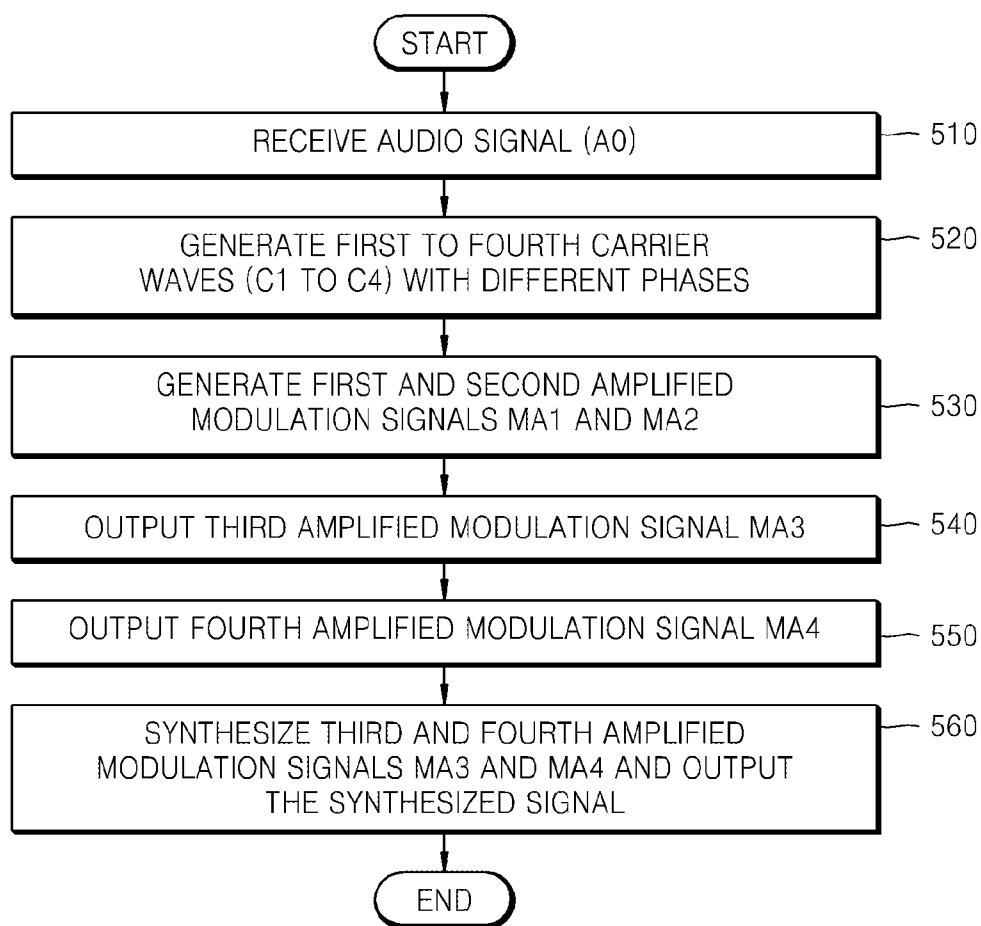 START
RECEIVE AUDIO SIGNAL (A0)
510
GENERATE FIRST TO FOURTH CARRIER
WAVES (C1 TO C4) WITH DIFFERENT PHASES
520
GENERATE FIRST AND SECOND AMPLIFIED
MODULATION SIGNALS MA1 AND MA2
530
OUTPUT THIRD AMPLIFIED MODULATION SIGNAL MA3
540
OUTPUT FOURTH AMPLIFIED MODULATION SIGNAL MA4
550
SYNTHESIZE THIRD AND FOURTH AMPLIFIED
MODULATION SIGNALS MA3 AND MA4 AND OUTPUT
THE SYNTHESIZED SIGNAL
560
END